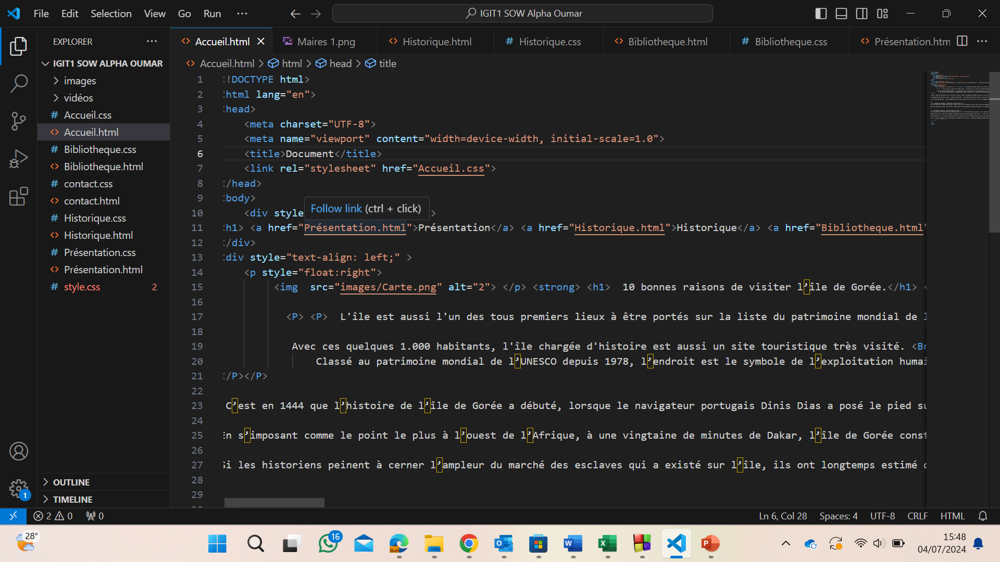 File Edit Selection View Go Run ···
IGIT1 SOW Alpha Oumar
EXPLORER
IGIT1 SOW ALPHA OUMAR
images
vidéos
Accueil.css
Accueil.html
Bibliotheque.css
Bibliotheque.html
contact.css
contact.html
Historique.css
Historique.html
Présentation.css
Présentation.html
style.css 2
OUTLINE
TIMELINE
Accueil.html Maires 1.png Historique.html # Historique.css Bibliotheque.html # Bibliotheque.css Présentation.htm
Accueil.html > html > head > title
1 <!DOCTYPE html>
2 <html lang="en">
3 <head>
4 <meta charset="UTF-8">
5 <meta name="viewport" content="width=device-width, initial-scale=1.0">
6 <title>Document</title>
7 <link rel="stylesheet" href="Accueil.css">
8 </head>
9 <body>
Follow link (ctrl + click)
10 <div style >
11 <h1> <a href="Présentation.html">Présentation</a> <a href="Historique.html">Historique</a> <a href="Bibliotheque.html"
12 </div>
13 <div style="text-align: left;" >
14 <p style="float:right">
15 <img src="images/Carte.png" alt="2"> </p> <strong> <h1> 10 bonnes raisons de visiter l’île de Gorée.</h1> <
16
17 <P> <P> L'île est aussi l'un des tous premiers lieux à être portés sur la liste du patrimoine mondial de l
18
19 Avec ces quelques 1.000 habitants, l'île chargée d'histoire est aussi un site touristique très visité. <Br
20 Classé au patrimoine mondial de l’UNESCO depuis 1978, l’endroit est le symbole de l’exploitation humai
21 </P></P>
22
23 C’est en 1444 que l’histoire de l’île de Gorée a débuté, lorsque le navigateur portugais Dinis Dias a posé le pied su
24
25 En s’imposant comme le point le plus à l’ouest de l’Afrique, à une vingtaine de minutes de Dakar, l’île de Gorée const
26
27 Si les historiens peinent à cerner l’ampleur du marché des esclaves qui a existé sur l’île, ils ont longtemps estimé
28
29
1
2 0 0
Ln 6, Col 28 Spaces: 4 UTF-8 CRLF HTML
28°
16
15:48
04/07/2024